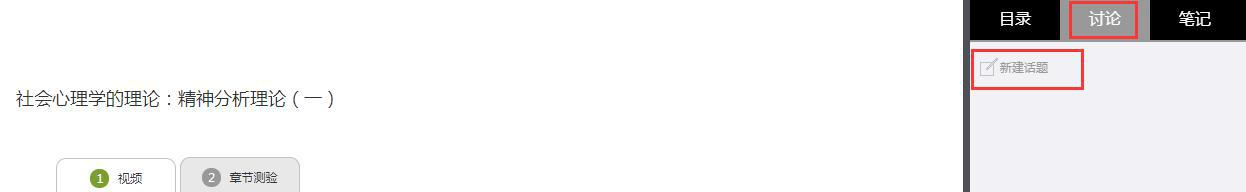 目录 讨论 笔记
新建话题
社会心理学的理论：精神分析理论（一）
1 视频 2 章节测验